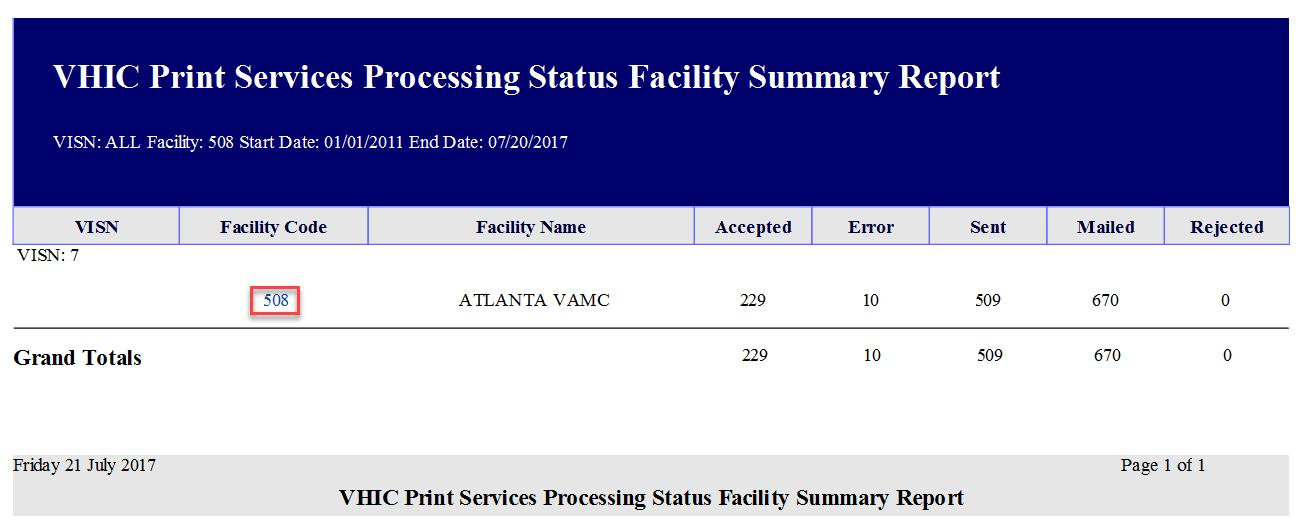 VHIC Print Services Processing Status Facility Summary Report
VISN: ALL Facility: 508 Start Date: 01/01/2011 End Date: 07/20/2017
VISN Facility Code Facility Name Accepted Error Sent Mailed Rejected
VISN: 7
508 ATLANTA VAMC 229 10 509 670 0
Grand Totals 229 10 509 670 0
Friday 21 July 2017 Page 1 of 1
VHIC Print Services Processing Status Facility Summary Report